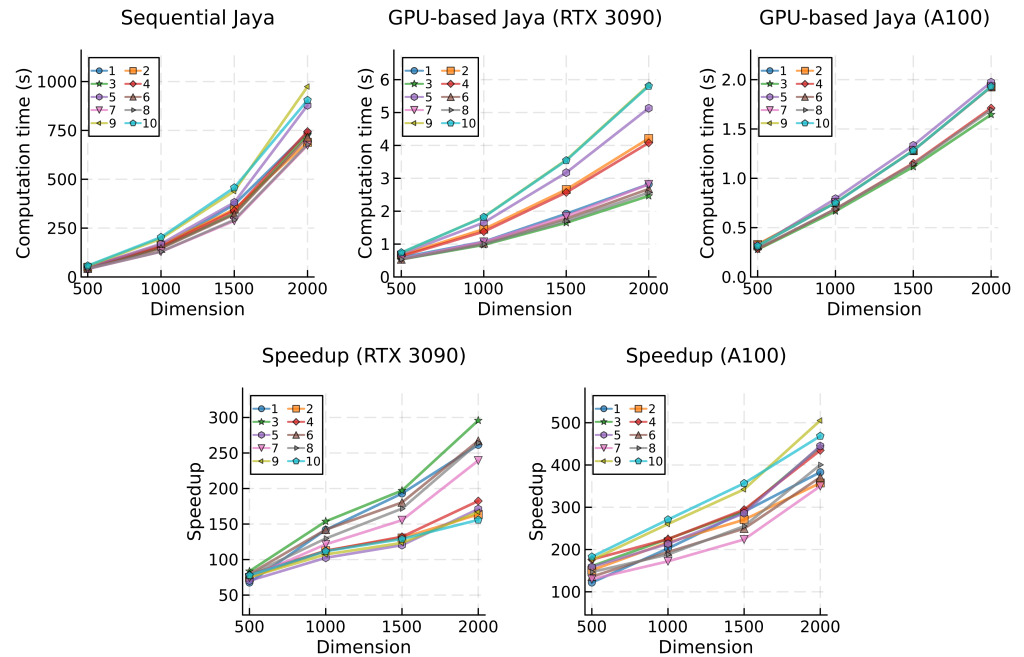 Sequential Jaya
Computation time (s)
1000
750
500
250
0
1 2
3 4
5 6
7 8
9 10
500 1000 1500 2000
Dimension
GPU-based Jaya (RTX 3090)
Computation time (s)
6
5
4
3
2
1
0
1 2
3 4
5 6
7 8
9 10
500 1000 1500 2000
Dimension
GPU-based Jaya (A100)
Computation time (s)
2.0
1.5
1.0
0.5
0.0
1 2
3 4
5 6
7 8
9 10
500 1000 1500 2000
Dimension
Speedup (RTX 3090)
Speedup
300
250
200
150
100
50
1 2
3 4
5 6
7 8
9 10
500 1000 1500 2000
Dimension
Speedup (A100)
Speedup
500
400
300
200
100
1 2
3 4
5 6
7 8
9 10
500 1000 1500 2000
Dimension